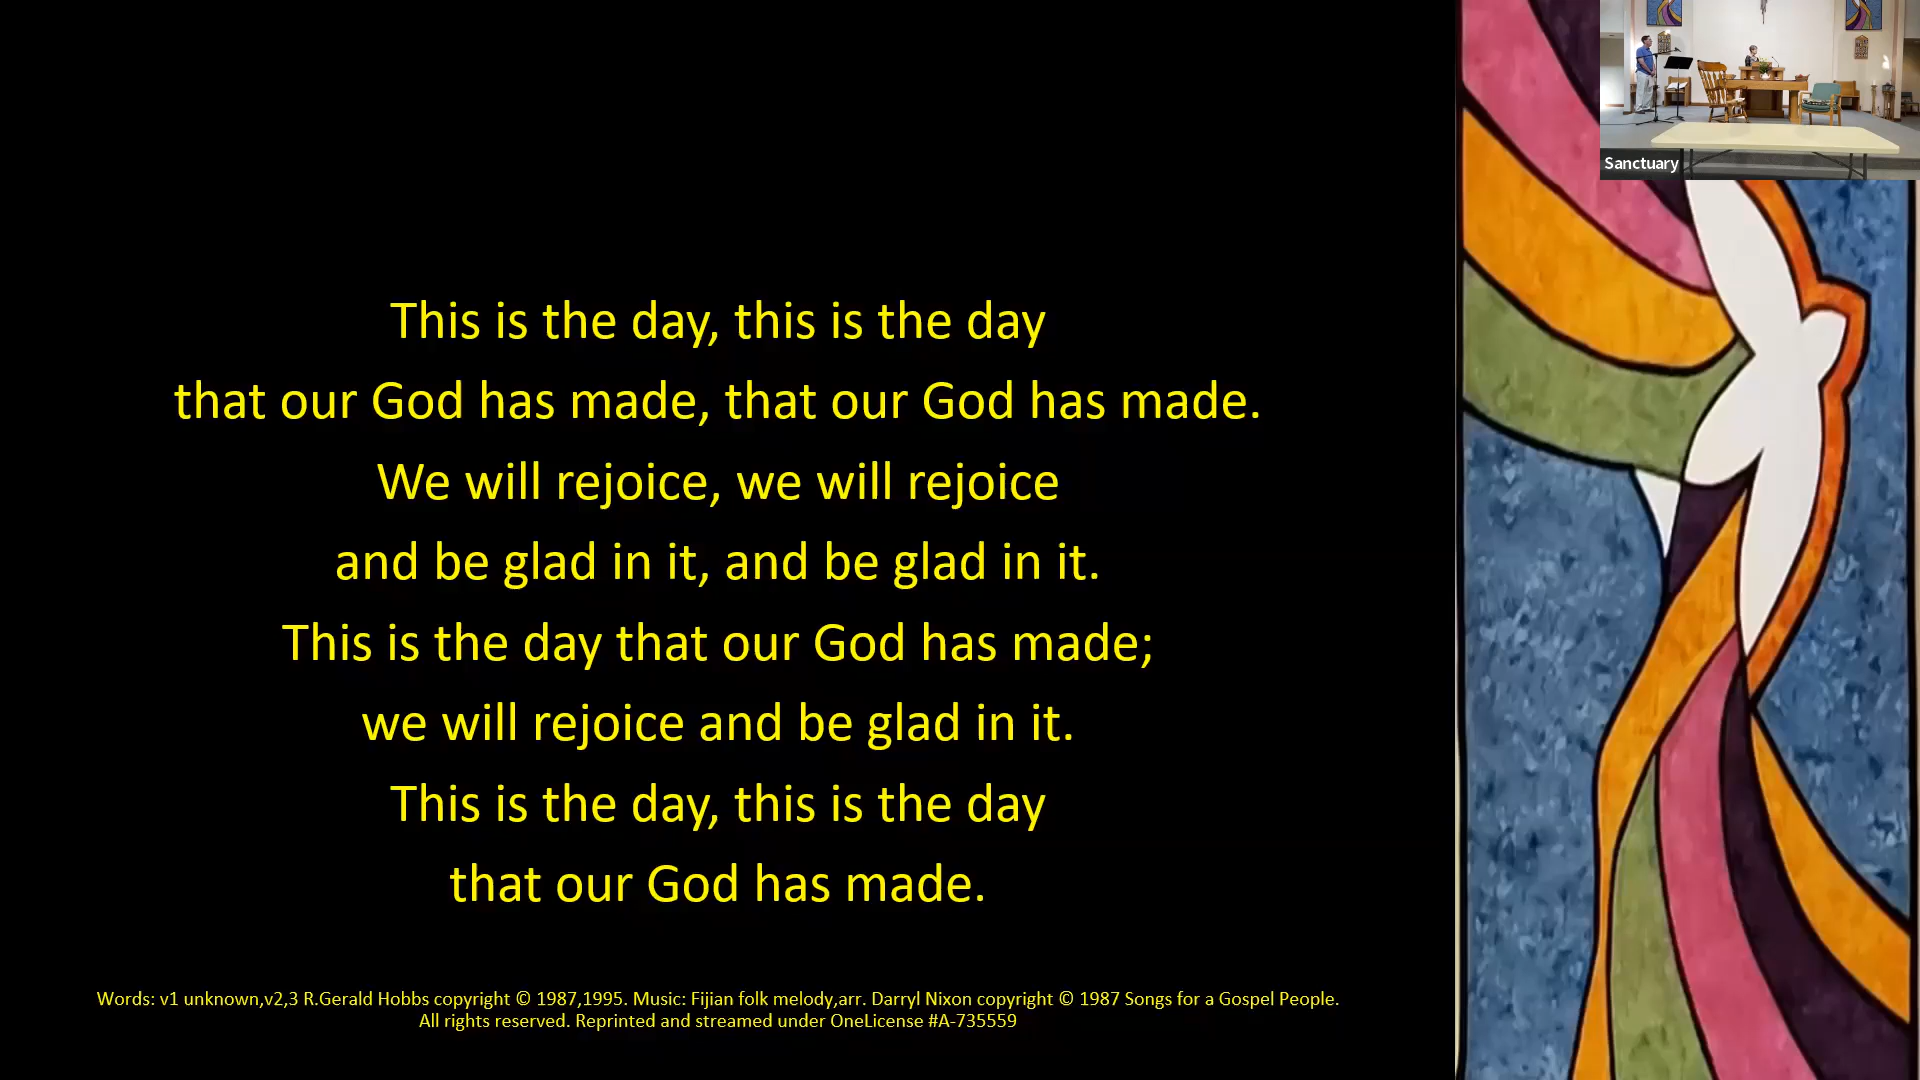 Sanctuary
This is the day, this is the day
that our God has made, that our God has made.
We will rejoice, we will rejoice
and be glad in it, and be glad in it.
This is the day that our God has made;
we will rejoice and be glad in it.
This is the day, this is the day
that our God has made.
Words: v1 unknown,v2,3 R.Gerald Hobbs copyright © 1987,1995. Music: Fijian folk melody,arr. Darryl Nixon copyright © 1987 Songs for a Gospel People.
All rights reserved. Reprinted and streamed under OneLicense #A-735559